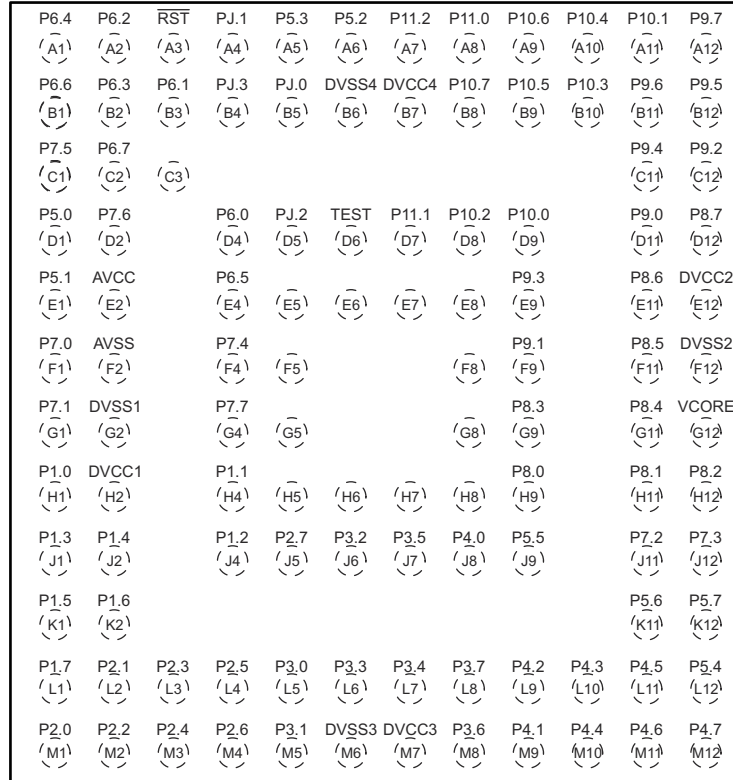 P6.4 P6.2 RST PJ.1 P5.3 P5.2 P11.2 P11.0 P10.6 P10.4 P10.1 P9.7
A1 A2 A3 A4 A5 A6 A7 A8 A9 A10 A11 A12
P6.6 P6.3 P6.1 PJ.3 PJ.0 DVSS4 DVCC4 P10.7 P10.5 P10.3 P9.6 P9.5
B1 B2 B3 B4 B5 B6 B7 B8 B9 B10 B11 B12
P7.5 P6.7 P9.4 P9.2
C1 C2 C3 C11 C12
P5.0 P7.6 P6.0 PJ.2 TEST P11.1 P10.2 P10.0 P9.0 P8.7
D1 D2 D4 D5 D6 D7 D8 D9 D11 D12
P5.1 AVCC P6.5 P9.3 P8.6 DVCC2
E1 E2 E4 E5 E6 E7 E8 E9 E11 E12
P7.0 AVSS P7.4 P9.1 P8.5 DVSS2
F1 F2 F4 F5 F8 F9 F11 F12
P7.1 DVSS1 P7.7 P8.3 P8.4 VCORE
G1 G2 G4 G5 G8 G9 G11 G12
P1.0 DVCC1 P1.1 P8.0 P8.1 P8.2
H1 H2 H4 H5 H6 H7 H8 H9 H11 H12
P1.3 P1.4 P1.2 P2.7 P3.2 P3.5 P4.0 P5.5 P7.2 P7.3
J1 J2 J4 J5 J6 J7 J8 J9 J11 J12
P1.5 P1.6 P5.6 P5.7
K1 K2 K11 K12
P1.7 P2.1 P2.3 P2.5 P3.0 P3.3 P3.4 P3.7 P4.2 P4.3 P4.5 P5.4
L1 L2 L3 L4 L5 L6 L7 L8 L9 L10 L11 L12
P2.0 P2.2 P2.4 P2.6 P3.1 DVSS3 DVCC3 P3.6 P4.1 P4.4 P4.6 P4.7
M1 M2 M3 M4 M5 M6 M7 M8 M9 M10 M11 M12